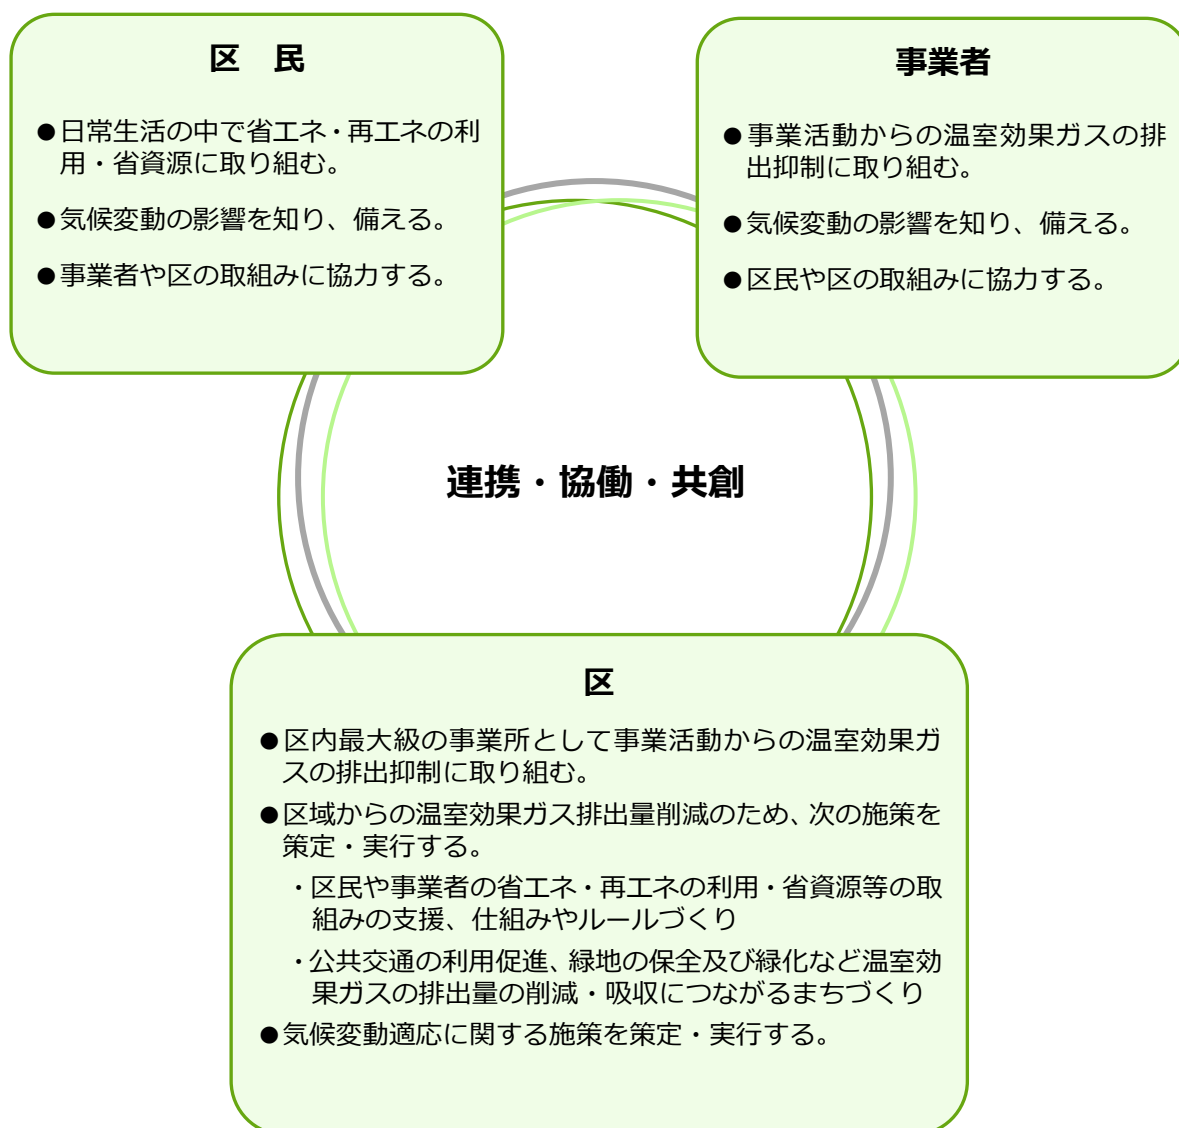 区　民
●日常生活の中で省エネ・再エネの利
用・省資源に取り組む。
●気候変動の影響を知り、備える。
●事業者や区の取組みに協力する。
事業者
●事業活動からの温室効果ガスの排
出抑制に取り組む。
●気候変動の影響を知り、備える。
●区民や区の取組みに協力する。
連携・協働・共創
区
●区内最大級の事業所として事業活動からの温室効果ガ
スの排出抑制に取り組む。
●区域からの温室効果ガス排出量削減のため、次の施策を
策定・実行する。
・区民や事業者の省エネ・再エネの利用・省資源等の取
組みの支援、仕組みやルールづくり
・公共交通の利用促進、緑地の保全及び緑化など温室効
果ガスの排出量の削減・吸収につながるまちづくり
●気候変動適応に関する施策を策定・実行する。